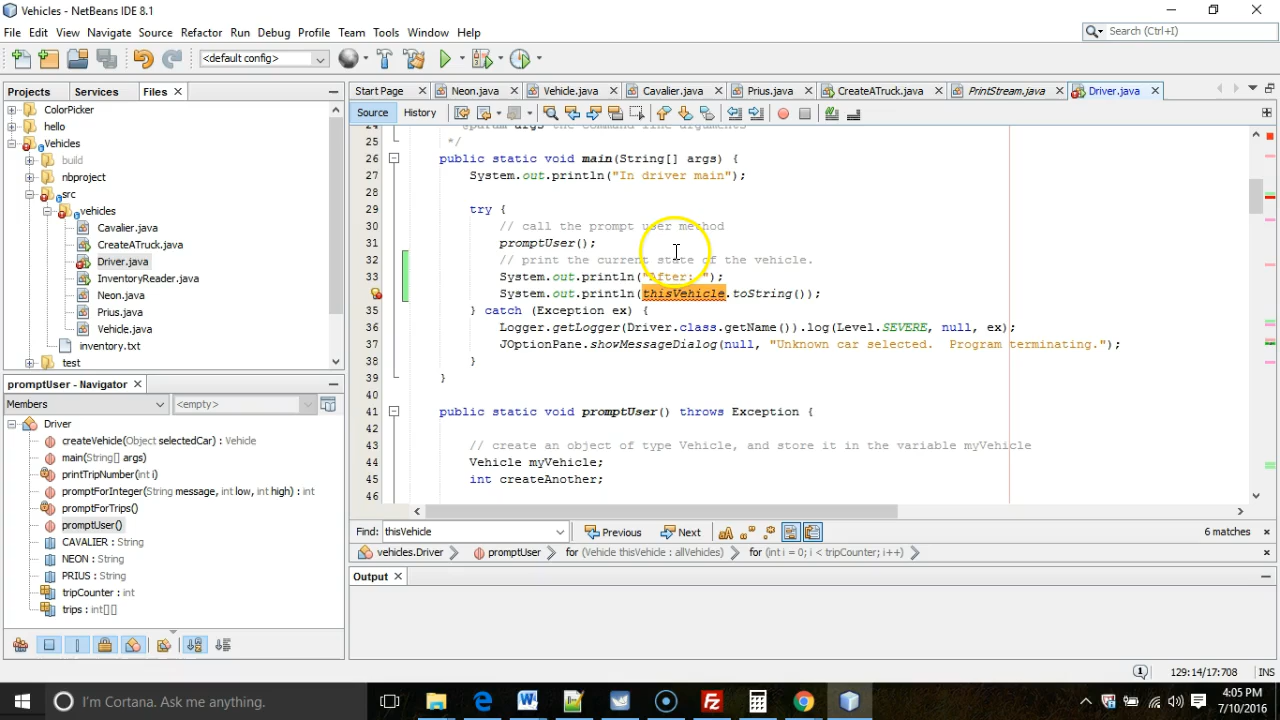 Vehicles - NetBeans IDE 8.1
File Edit View Navigate Source Refactor Run Debug Profile Team Tools Window Help
Search (Ctrl+I)
<default config>
Projects Services Files
Start Page Neon.java Vehicle.java Cavalier.java Prius.java CreateATruck.java PrintStream.java Driver.java
Source History
ColorPicker
hello
Vehicles
build
nbproject
src
vehicles
Cavalier.java
CreateATruck.java
Driver.java
InventoryReader.java
Neon.java
Prius.java
Vehicle.java
inventory.txt
test
24 @param args the command line arguments
25 */
26 public static void main(String[] args) {
27 System.out.println("In driver main");
28
29 try {
30 // call the prompt user method
31 promptUser();
32 // print the current state of the vehicle.
33 System.out.println("After: ");
System.out.println(thisVehicle.toString());
35 } catch (Exception ex) {
36 Logger.getLogger(Driver.class.getName()).log(Level.SEVERE, null, ex);
37 JOptionPane.showMessageDialog(null, "Unknown car selected.  Program terminating.");
38 }
39 }
40
41 public static void promptUser() throws Exception {
42
43 // create an object of type Vehicle, and store it in the variable myVehicle
44 Vehicle myVehicle;
45 int createAnother;
46
promptUser - Navigator
Members <empty>
Driver
createVehicle(Object selectedCar) : Vehicle
main(String[] args)
printTripNumber(int i)
promptForInteger(String message, int low, int high) : int
promptForTrips()
promptUser()
CAVALIER : String
NEON : String
PRIUS : String
tripCounter : int
trips : int[][]
Find: thisVehicle Previous Next 6 matches
vehicles.Driver promptUser for (Vehicle thisVehicle : allVehicles) for (int i = 0; i < tripCounter; i++)
Output
129:14/17:708 INS
I'm Cortana. Ask me anything.
4:05 PM
7/10/2016